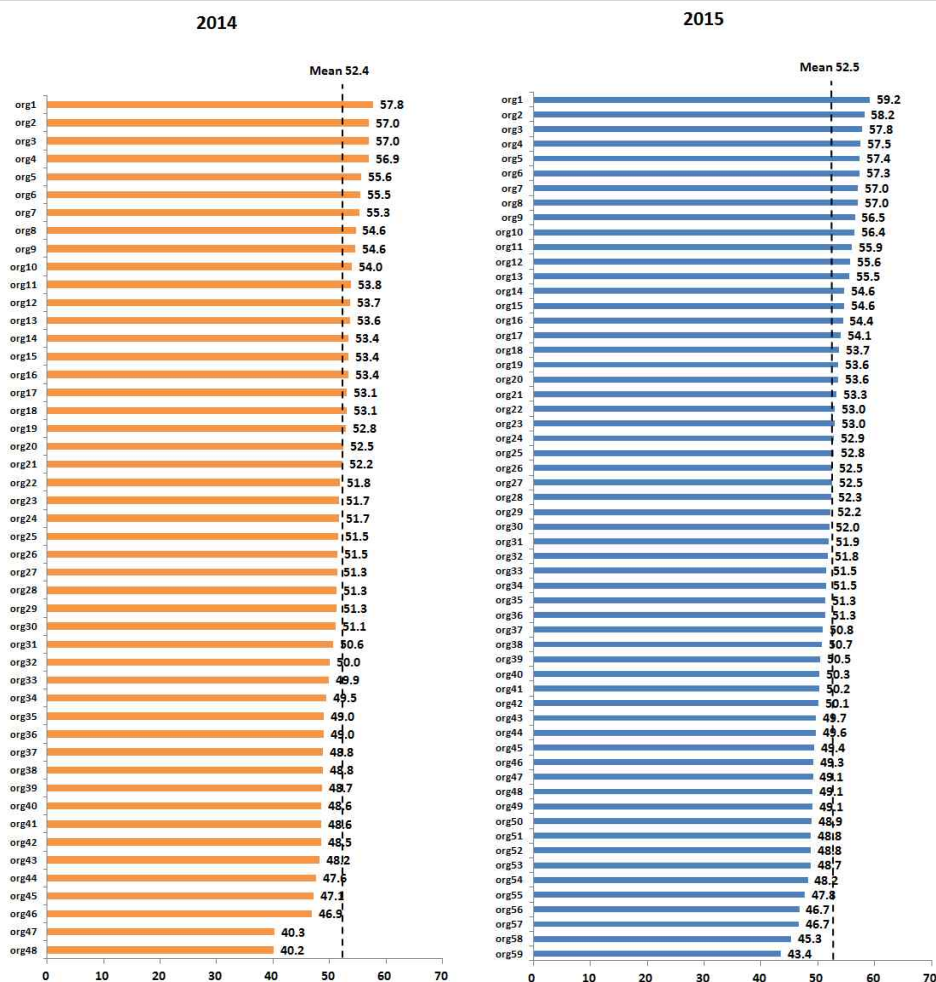 2014
Mean 52.4
org1 57.8
org2 57.0
org3 57.0
org4 56.9
org5 55.6
org6 55.5
org7 55.3
org8 54.6
org9 54.6
org10 54.0
org11 53.8
org12 53.7
org13 53.6
org14 53.4
org15 53.4
org16 53.4
org17 53.1
org18 53.1
org19 52.8
org20 52.5
org21 52.2
org22 51.8
org23 51.7
org24 51.7
org25 51.5
org26 51.5
org27 51.3
org28 51.3
org29 51.3
org30 51.1
org31 50.6
org32 50.0
org33 49.9
org34 49.5
org35 49.0
org36 49.0
org37 48.8
org38 48.8
org39 48.7
org40 48.6
org41 48.6
org42 48.5
org43 48.2
org44 47.6
org45 47.1
org46 46.9
org47 40.3
org48 40.2
0 10 20 30 40 50 60 70
2015
Mean 52.5
org1 59.2
org2 58.2
org3 57.8
org4 57.5
org5 57.4
org6 57.3
org7 57.0
org8 57.0
org9 56.5
org10 56.4
org11 55.9
org12 55.6
org13 55.5
org14 54.6
org15 54.6
org16 54.4
org17 54.1
org18 53.7
org19 53.6
org20 53.6
org21 53.3
org22 53.0
org23 53.0
org24 52.9
org25 52.8
org26 52.5
org27 52.5
org28 52.3
org29 52.2
org30 52.0
org31 51.9
org32 51.8
org33 51.5
org34 51.5
org35 51.3
org36 51.3
org37 50.8
org38 50.7
org39 50.5
org40 50.3
org41 50.2
org42 50.1
org43 49.7
org44 49.6
org45 49.4
org46 49.3
org47 49.1
org48 49.1
org49 49.1
org50 48.9
org51 48.8
org52 48.8
org53 48.7
org54 48.2
org55 47.8
org56 46.7
org57 46.7
org58 45.3
org59 43.4
0 10 20 30 40 50 60 70